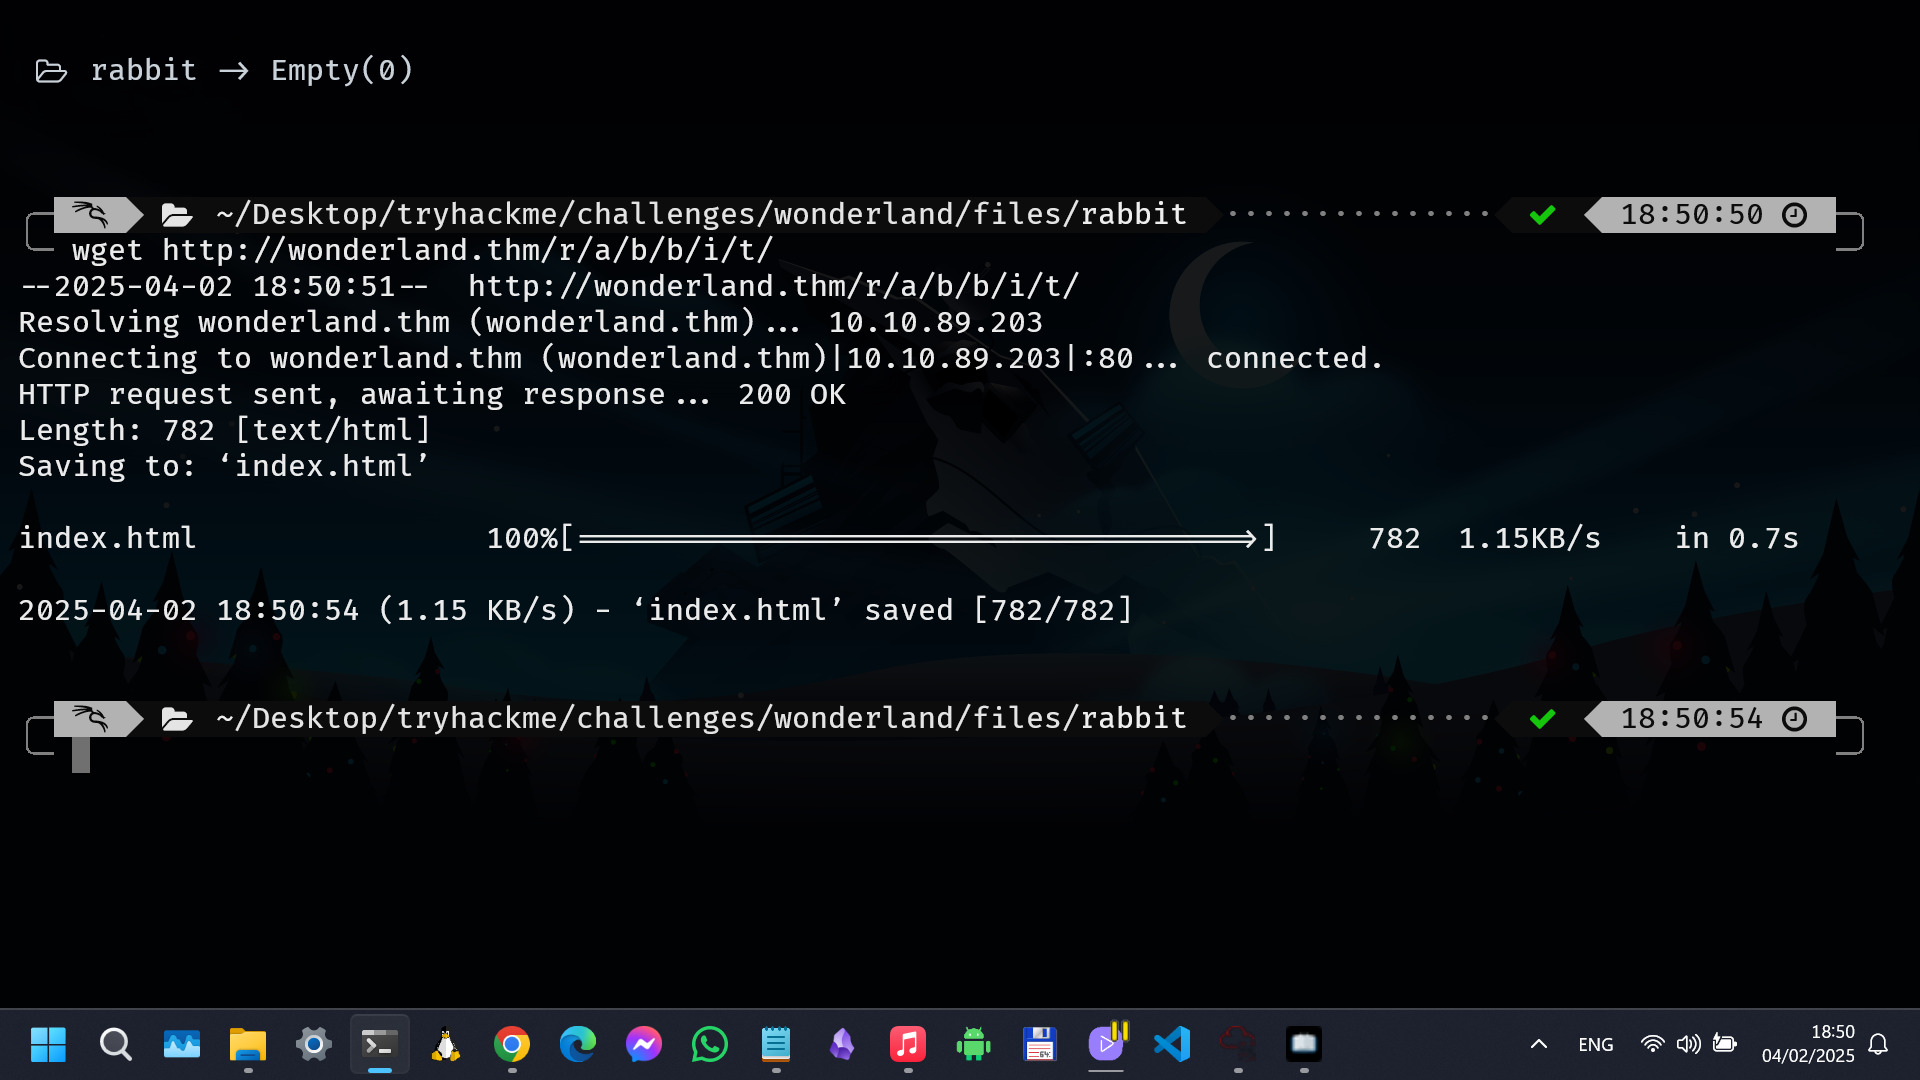 rabbit → Empty(0)
~/Desktop/tryhackme/challenges/wonderland/files/rabbit 18:50:50
wget http://wonderland.thm/r/a/b/b/i/t/
--2025-04-02 18:50:51--  http://wonderland.thm/r/a/b/b/i/t/
Resolving wonderland.thm (wonderland.thm)... 10.10.89.203
Connecting to wonderland.thm (wonderland.thm)|10.10.89.203|:80... connected.
HTTP request sent, awaiting response... 200 OK
Length: 782 [text/html]
Saving to: ‘index.html’
index.html 100%[===================>] 782 1.15KB/s in 0.7s
2025-04-02 18:50:54 (1.15 KB/s) - ‘index.html’ saved [782/782]
~/Desktop/tryhackme/challenges/wonderland/files/rabbit 18:50:54
64
ENG
18:50
04/02/2025